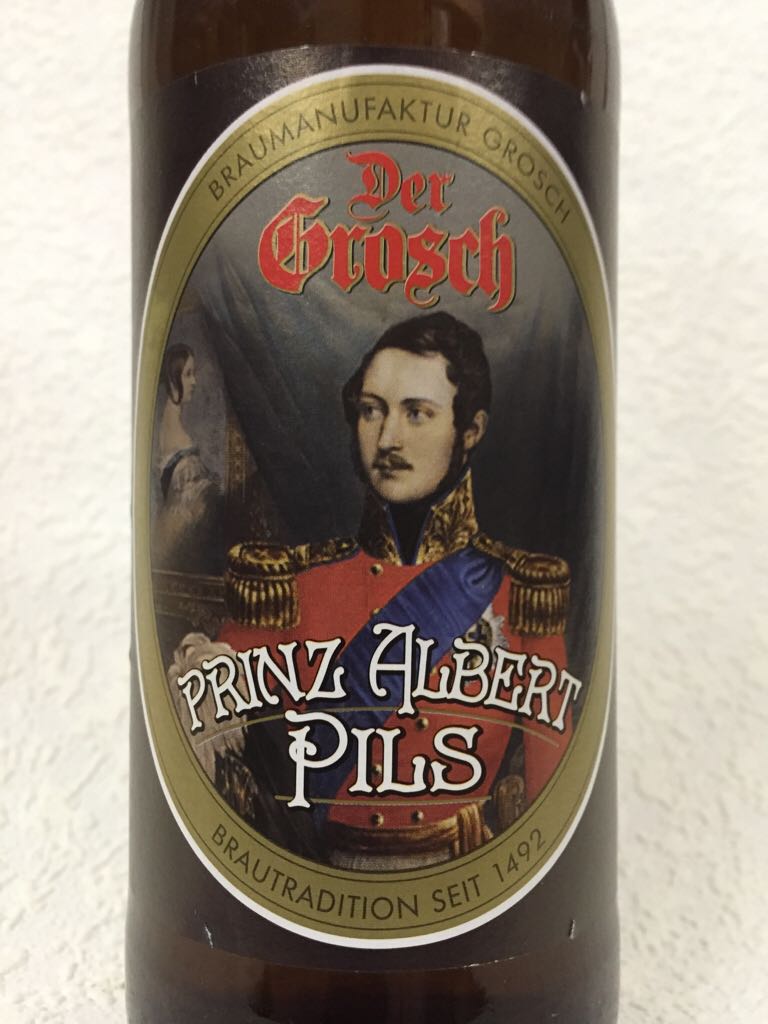 BRAUMANUFAKTUR GROSCH
Der
Grosch
PRINZ ALBERT
PILS
BRAUTRADITION SEIT 1492